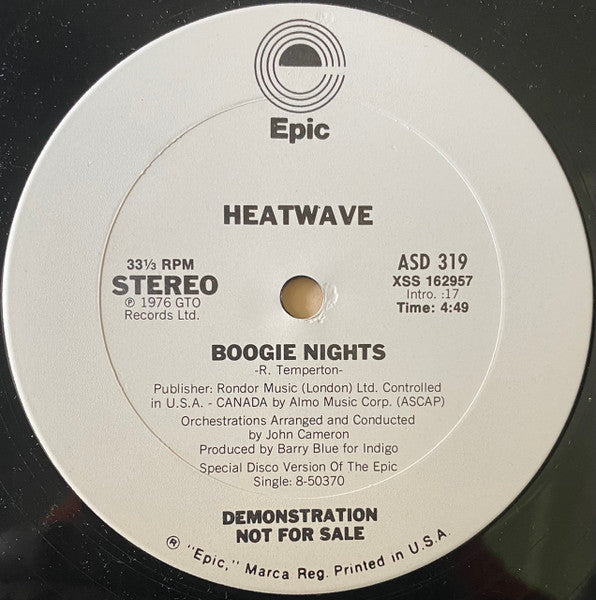 Epic
HEATWAVE
33⅓ RPM
STEREO
℗ 1976 GTO
Records Ltd.
ASD 319
XSS 162957
Intro. :17
Time: 4:49
BOOGIE NIGHTS
-R. Temperton-
Publisher: Rondor Music (London) Ltd. Controlled
in U.S.A. - CANADA by Almo Music Corp. (ASCAP)
Orchestrations Arranged and Conducted
by John Cameron
Produced by Barry Blue for Indigo
Special Disco Version Of The Epic
Single: 8-50370
DEMONSTRATION
NOT FOR SALE
® "Epic," Marca Reg. Printed in U.S.A.